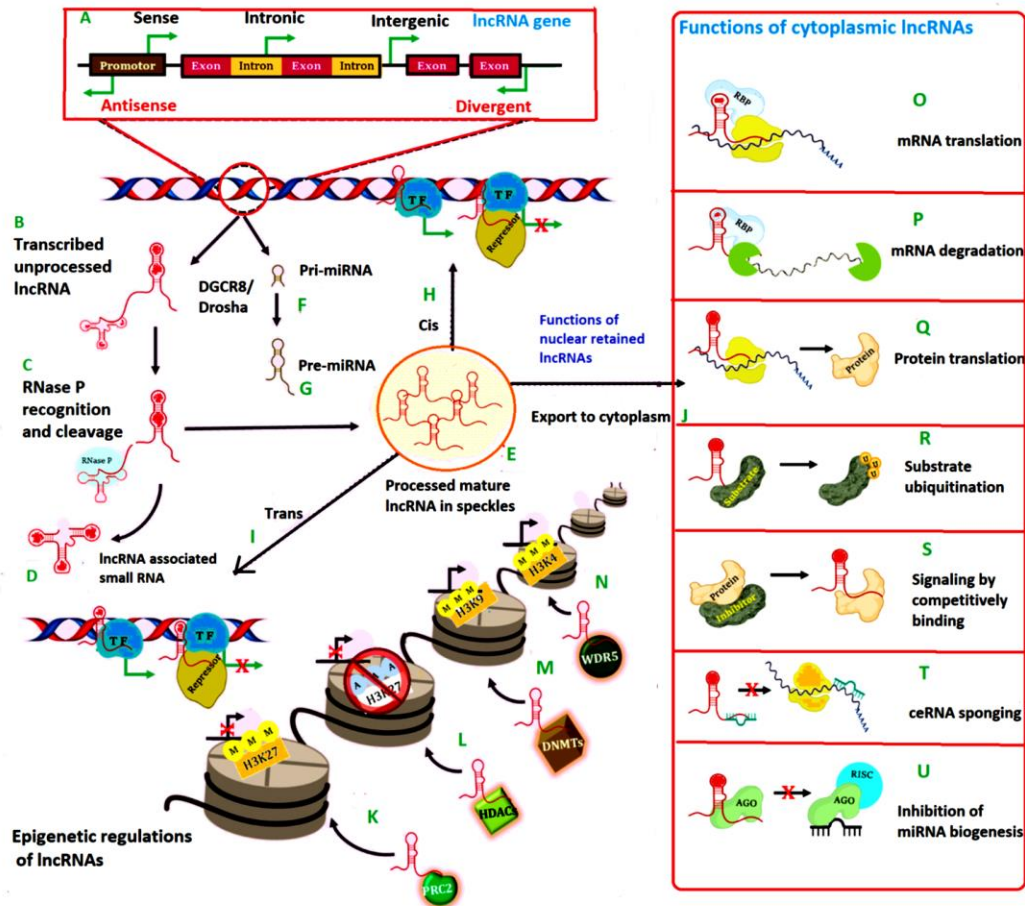 A
Sense
Intronic
Intergenic
lncRNA gene
Promotor
Exon
Intron
Exon
Intron
Exon
Exon
Antisense
Divergent
TF
TF
Repressor
X
B
Transcribed
unprocessed
lncRNA
DGCR8/
Drosha
Pri-miRNA
F
Pre-miRNA
G
H
Cis
Functions of
nuclear retained
lncRNAs
C
RNase P
recognition
and cleavage
RNase P
Export to cytoplasm
J
E
Processed mature
lncRNA in speckles
Trans
I
D
lncRNA associated
small RNA
TF
TF
Repressor
X
M M M
H3K4
N
M M M
H3K9
WDR5
M
X
A A A
H3K27
DNMTs
L
X
M M M
H3K27
HDACs
K
PRC2
Epigenetic regulations
of lncRNAs
Functions of cytoplasmic lncRNAs
RBP
AAAAA
O
mRNA translation
RBP
P
mRNA degradation
AAAAA
Protein
Q
Protein translation
Substrate
U U U
R
Substrate
ubiquitination
Protein
Inhibitor
S
Signaling by
competitively
binding
X
AAAAA
T
ceRNA sponging
AGO
X
AGO
RISC
U
Inhibition of
miRNA biogenesis